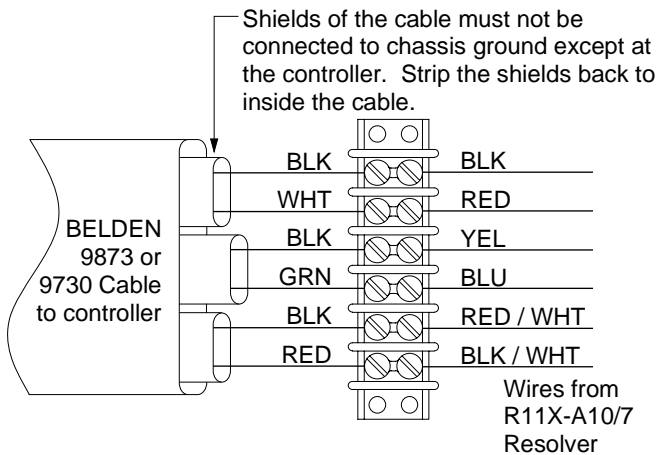 Shields of the cable must not be
connected to chassis ground except at
the controller. Strip the shields back to
inside the cable.
BELDEN
9873 or
9730 Cable
to controller
BLK BLK
WHT RED
BLK YEL
GRN BLU
BLK RED / WHT
RED BLK / WHT
Wires from
R11X-A10/7
Resolver